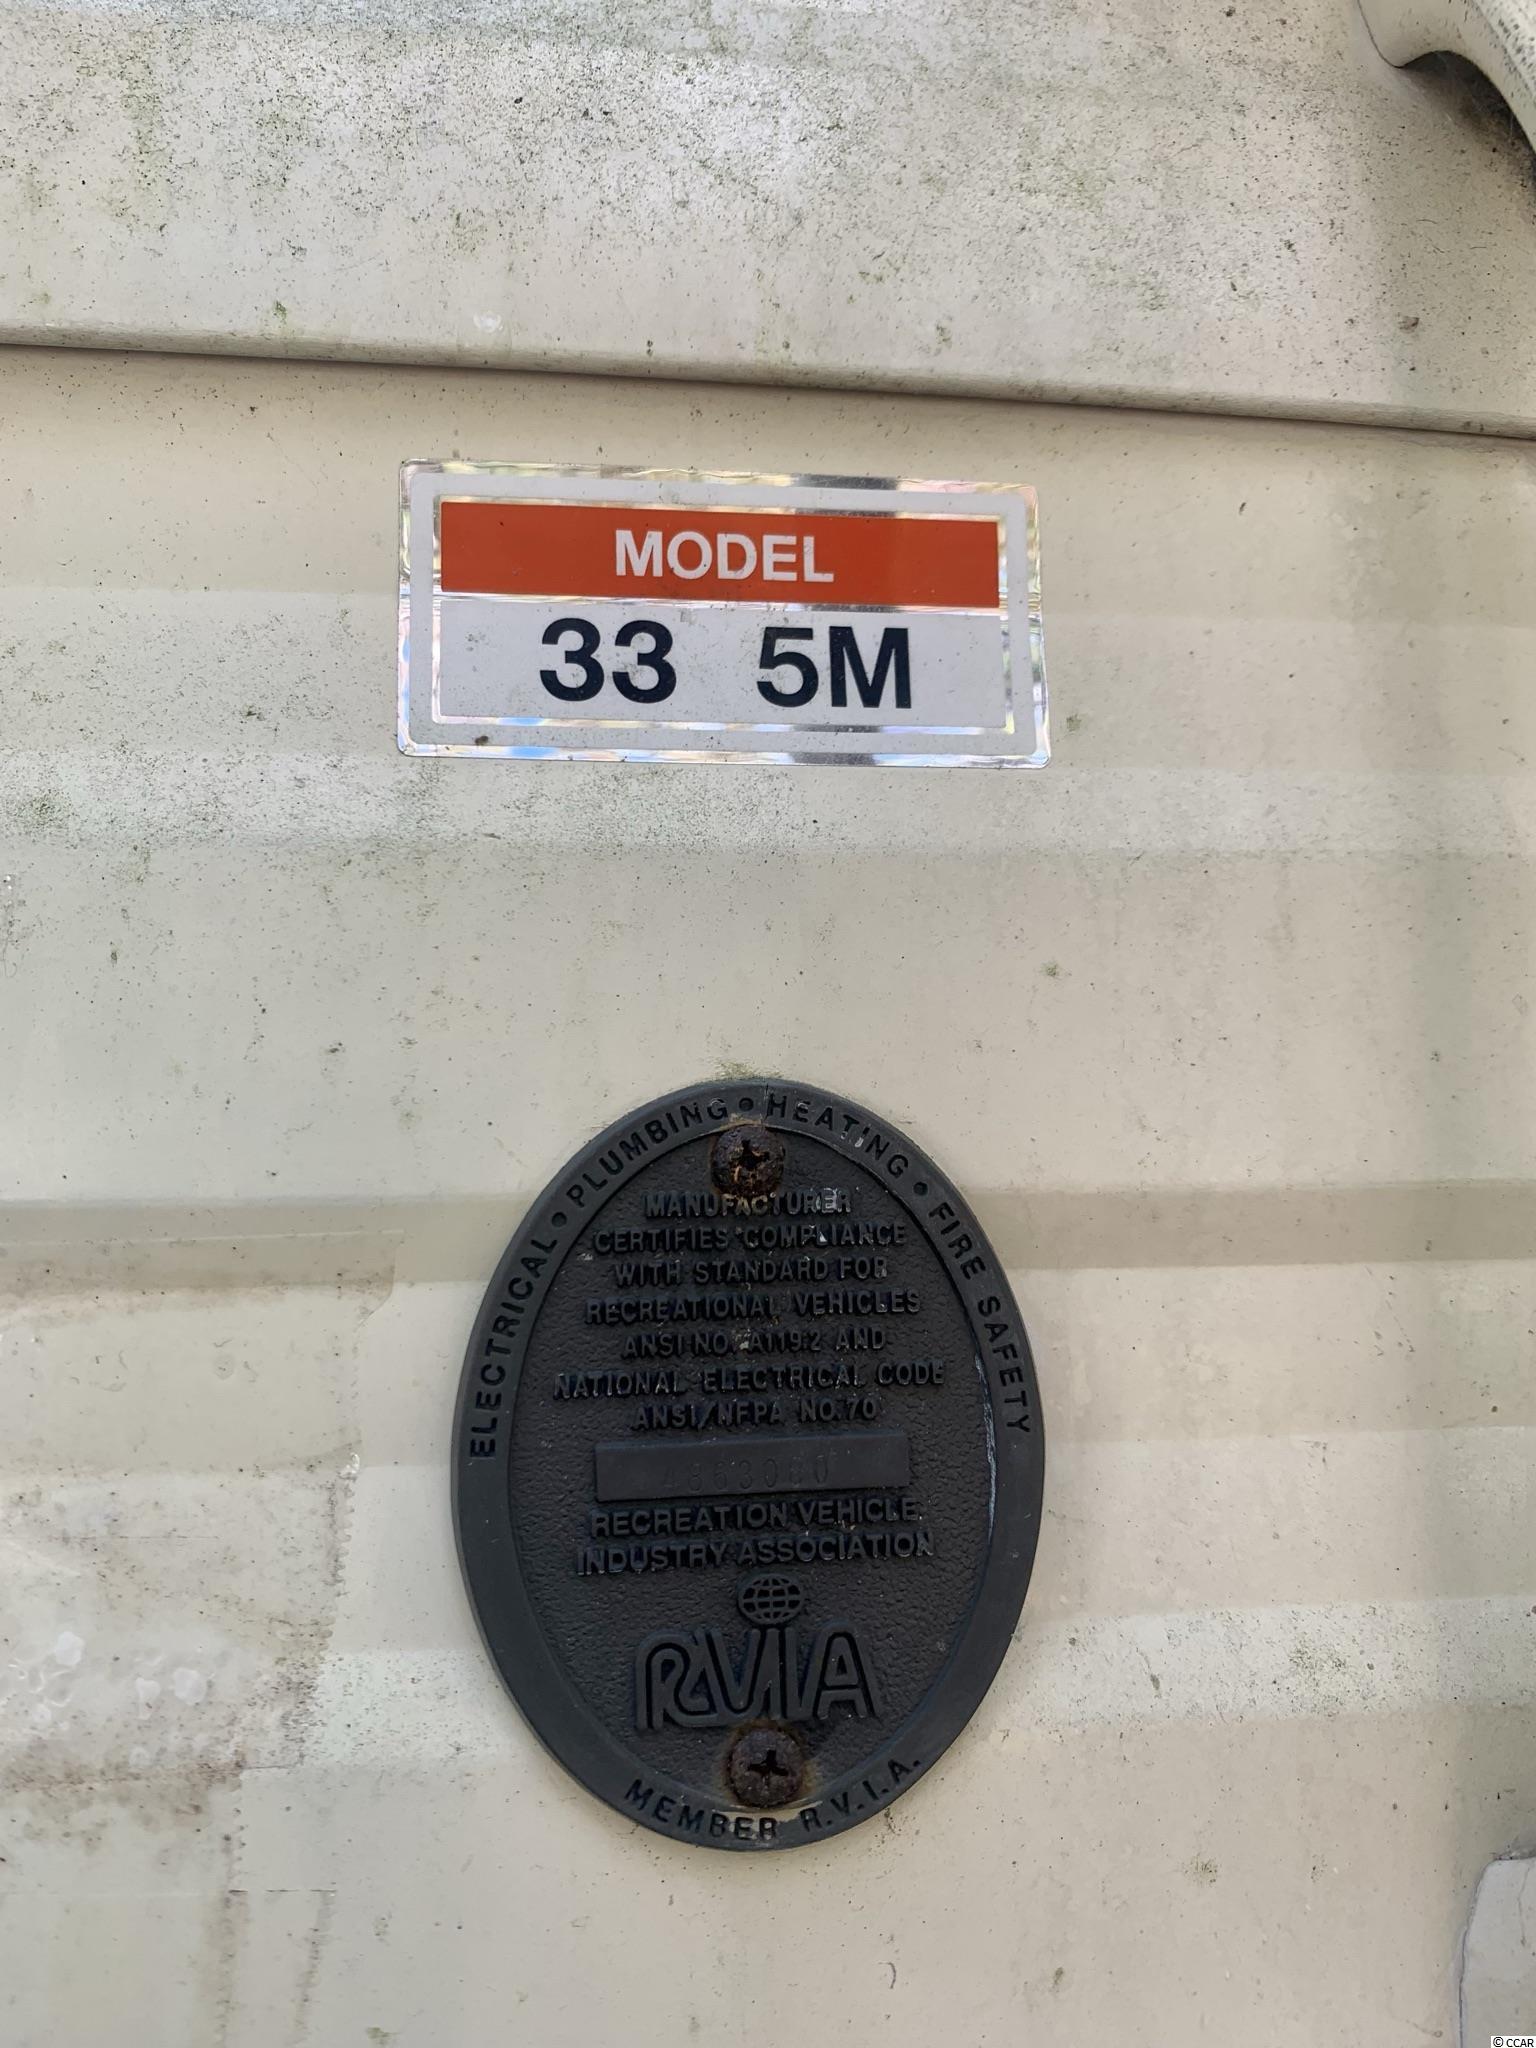 MODEL
33 5M
ELECTRICAL • PLUMBING • HEATING • FIRE SAFETY
MANUFACTURER
CERTIFIES COMPLIANCE
WITH STANDARD FOR
RECREATIONAL VEHICLES
ANSI NO. A119.2 AND
NATIONAL ELECTRICAL CODE
ANSI/NFPA NO. 70
RECREATION VEHICLE
INDUSTRY ASSOCIATION
RVIA
MEMBER R.V.I.A.
© CCAR